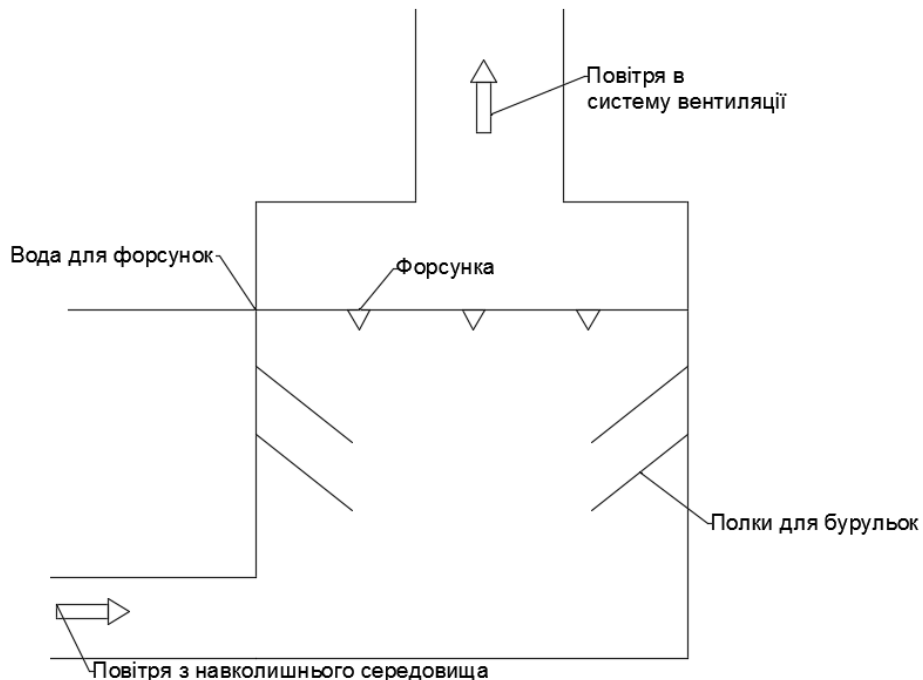 Повітря в
систему вентиляції
Вода для форсунок
Форсунка
Полки для бурульок
Повітря з навколишнього середовища